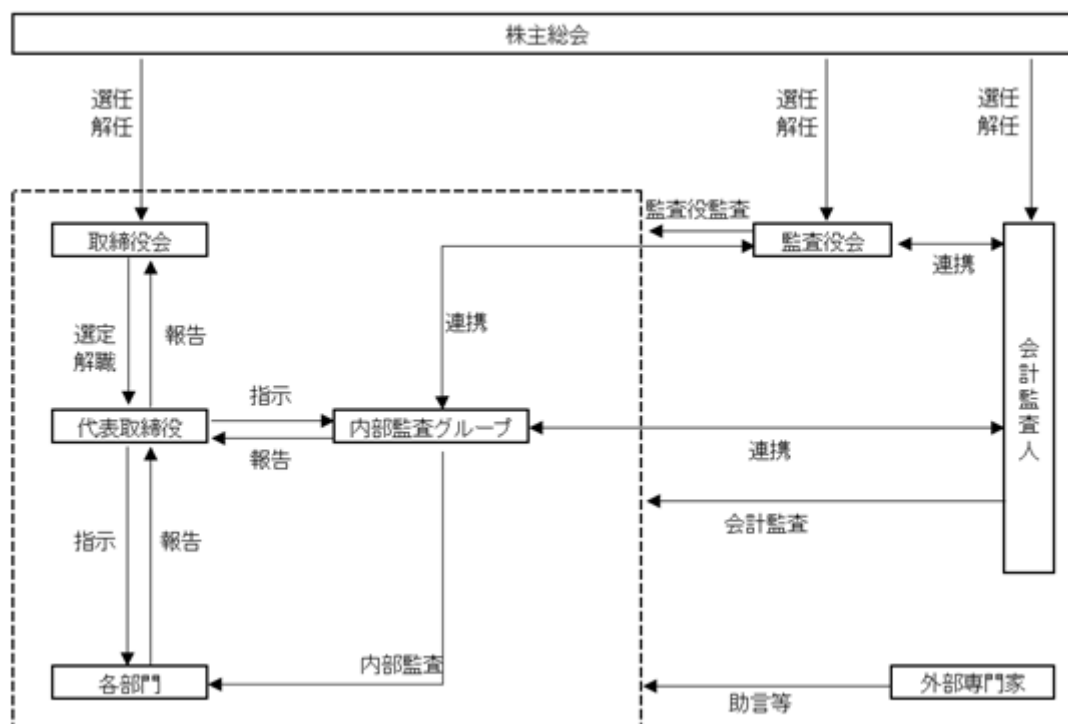 株主総会
選任
解任
選任
解任
選任
解任
取締役会
監査役監査
監査役会
連携
会計監査人
選定
解職
報告
連携
代表取締役
指示
報告
内部監査グループ
連携
会計監査
指示
報告
各部門
内部監査
助言等
外部専門家